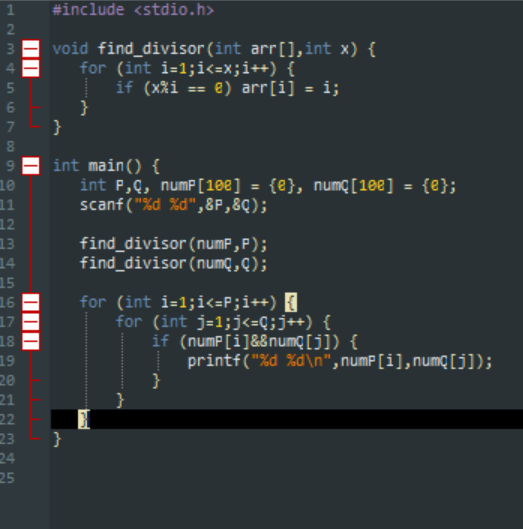 1 #include <stdio.h>
2
3 void find_divisor(int arr[],int x) {
4 for (int i=1;i<=x;i++) {
5 if (x%i == 0) arr[i] = i;
6 }
7 }
8
9 int main() {
10 int P,Q, numP[100] = {0}, numQ[100] = {0};
11 scanf("%d %d",&P,&Q);
12
13 find_divisor(numP,P);
14 find_divisor(numQ,Q);
15
16 for (int i=1;i<=P;i++) {
17 for (int j=1;j<=Q;j++) {
18 if (numP[i]&&numQ[j]) {
19 printf("%d %d\n",numP[i],numQ[j]);
20 }
21 }
22 }
23 }
24
25